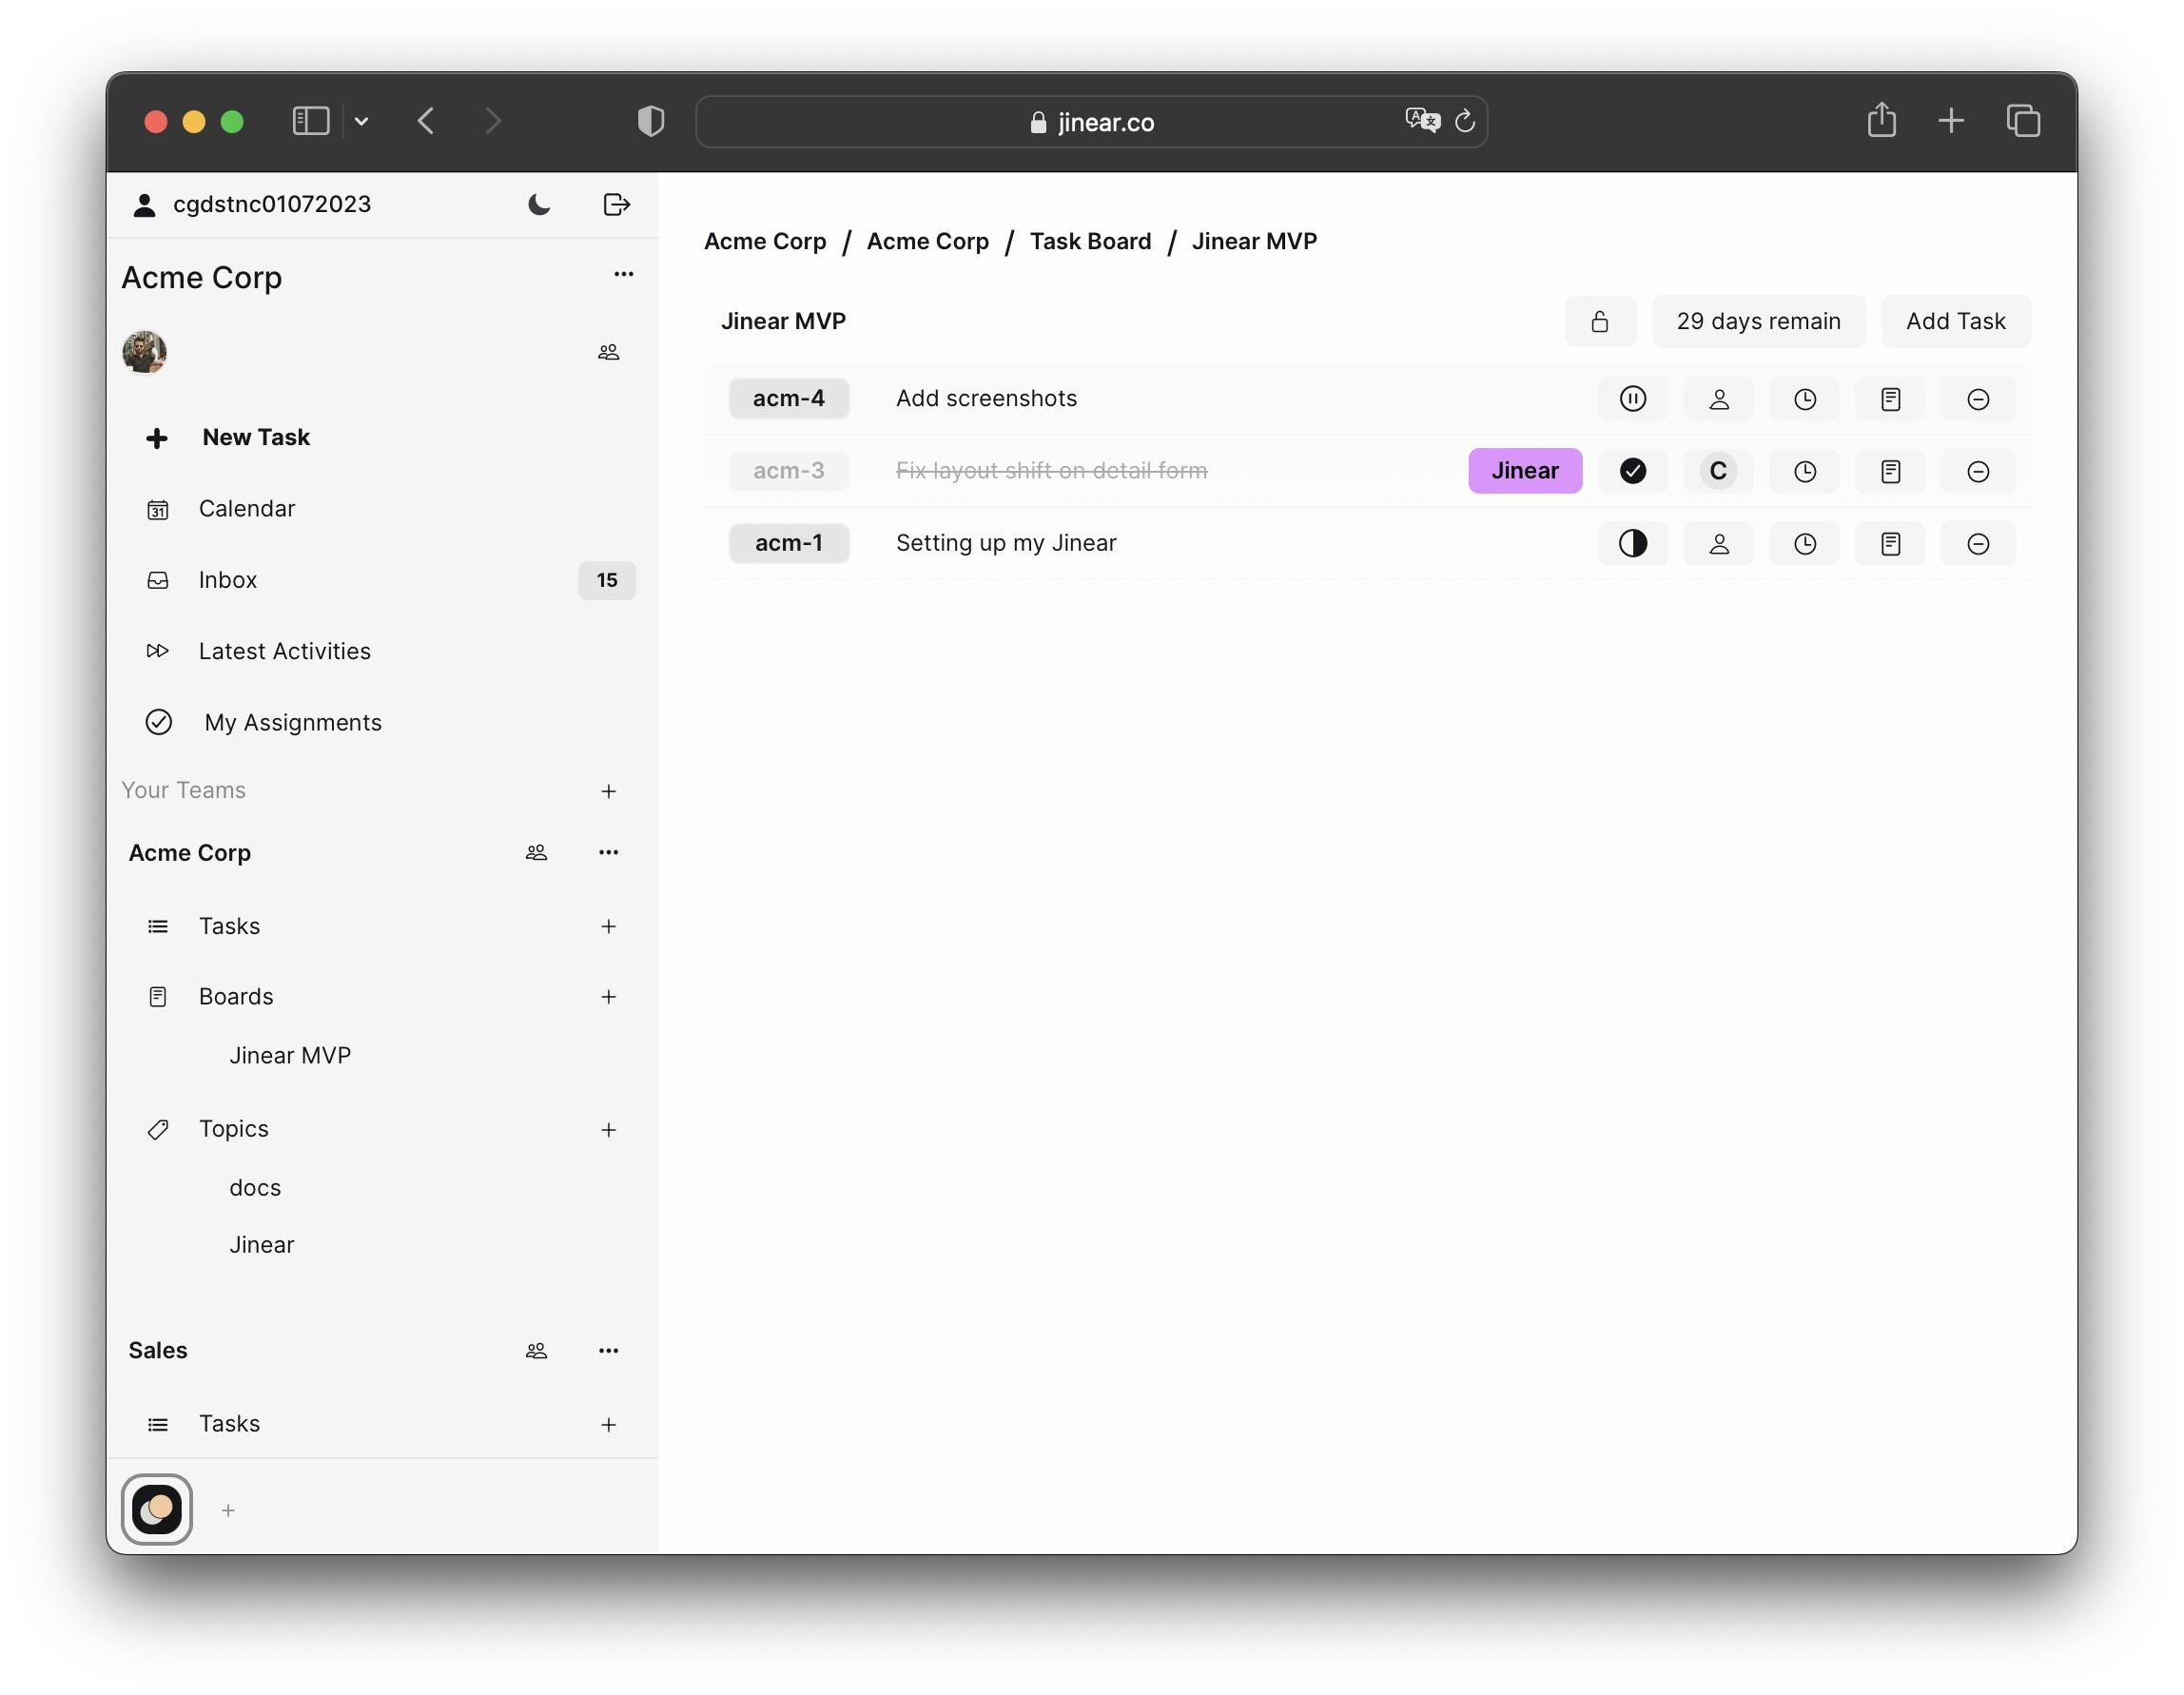 jinear.co
cgdstnc01072023
Acme Corp
New Task
31 Calendar
Inbox 15
Latest Activities
My Assignments
Your Teams
Acme Corp
Tasks
Boards
Jinear MVP
Topics
docs
Jinear
Sales
Tasks
Acme Corp / Acme Corp / Task Board / Jinear MVP
Jinear MVP 29 days remain Add Task
acm-4 Add screenshots
acm-3 Fix layout shift on detail form Jinear C
acm-1 Setting up my Jinear